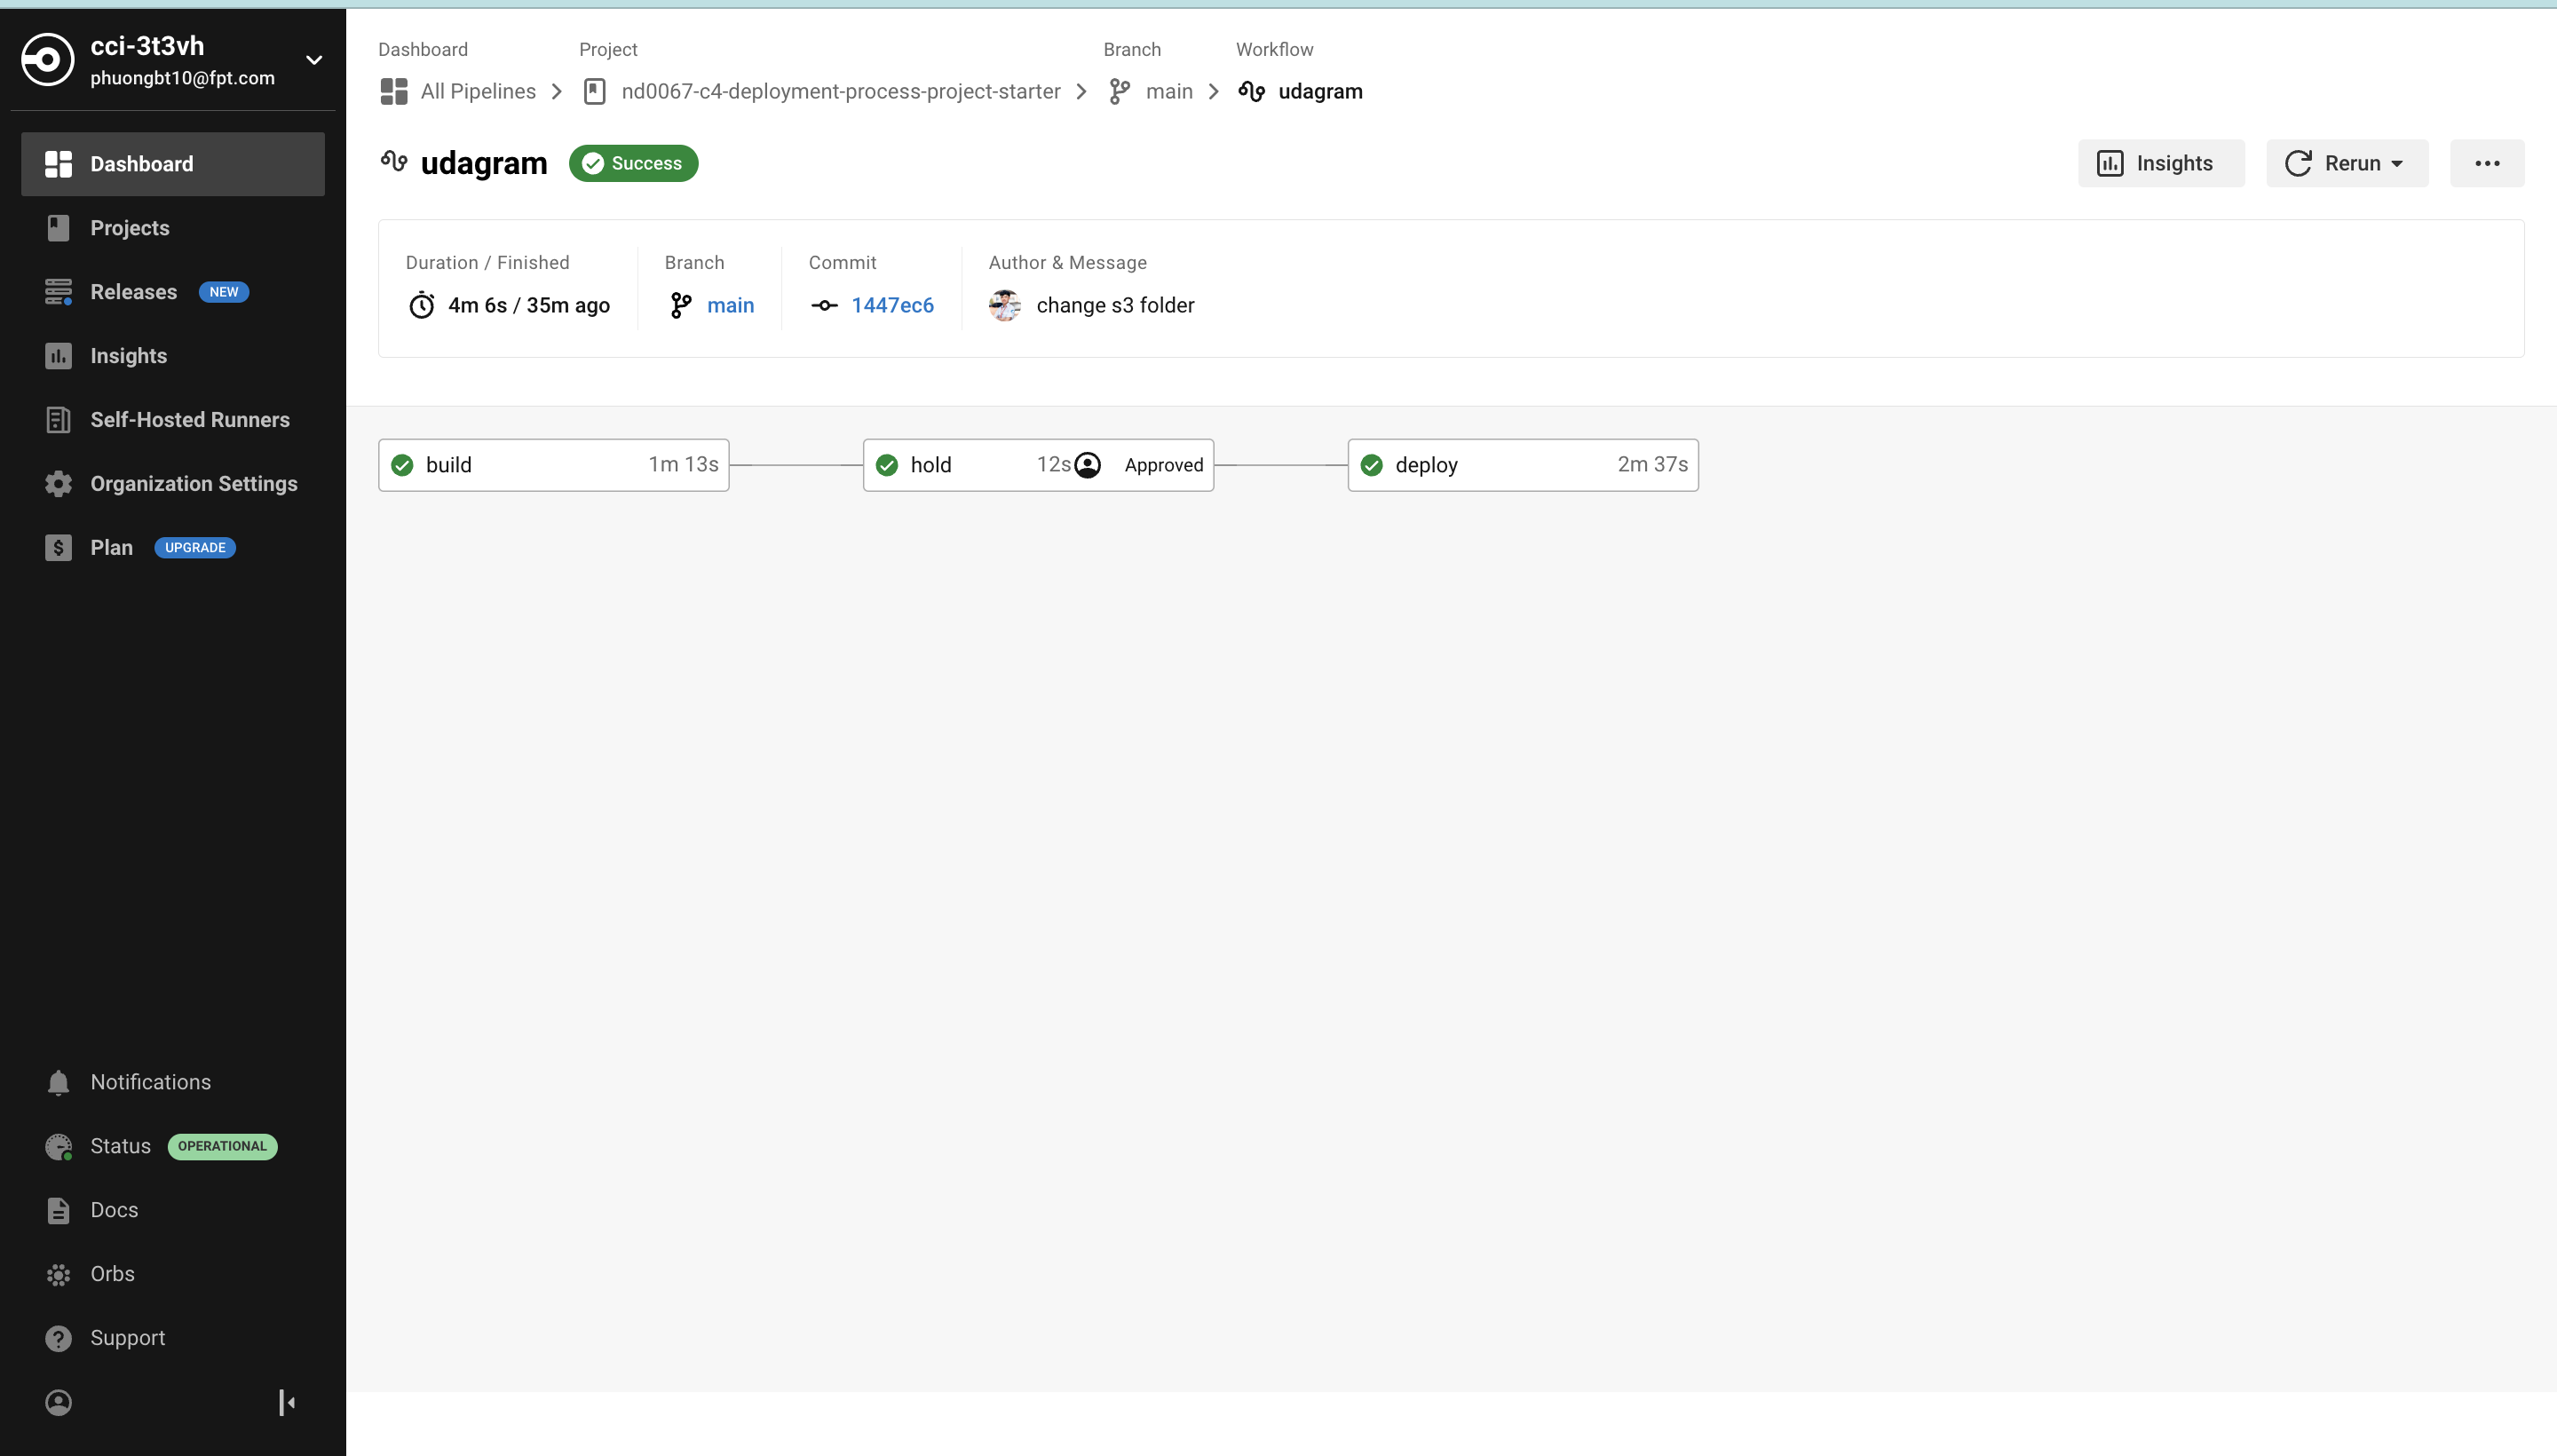 cci-3t3vh
phuongbt10@fpt.com
Dashboard
Projects
Releases NEW
Insights
Self-Hosted Runners
Organization Settings
Plan UPGRADE
Notifications
Status OPERATIONAL
Docs
Orbs
Support
Dashboard Project Branch Workflow
All Pipelines nd0067-c4-deployment-process-project-starter main udagram
udagram Success
Insights Rerun
Duration / Finished Branch Commit Author & Message
4m 6s / 35m ago main 1447ec6 change s3 folder
build 1m 13s hold 12s Approved deploy 2m 37s